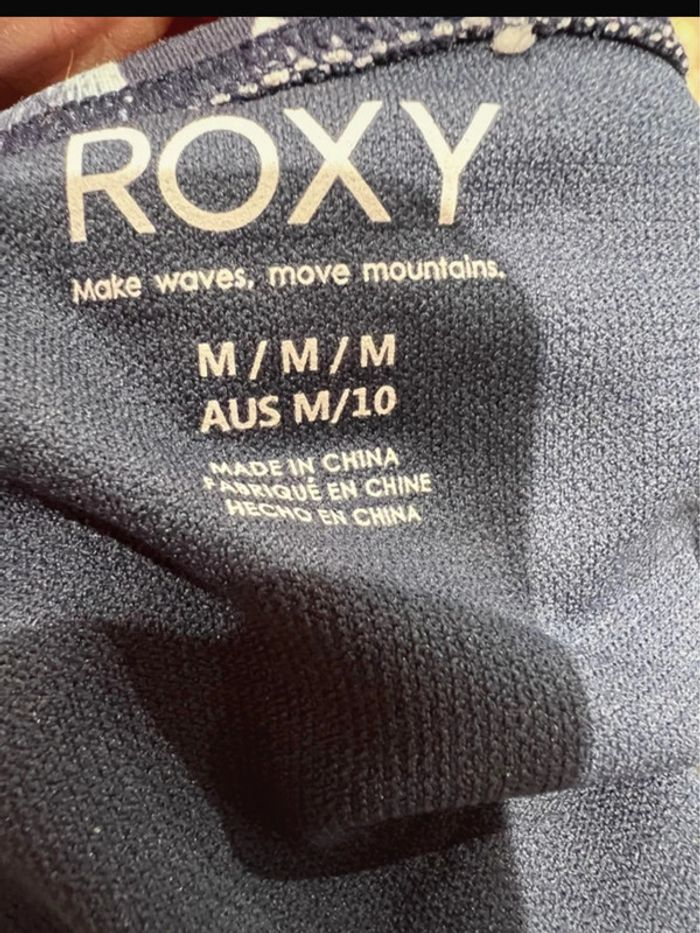 ROXY
Make waves, move mountains.
M / M / M
AUS M/10
MADE IN CHINA
FABRIQUÉ EN CHINE
HECHO EN CHINA